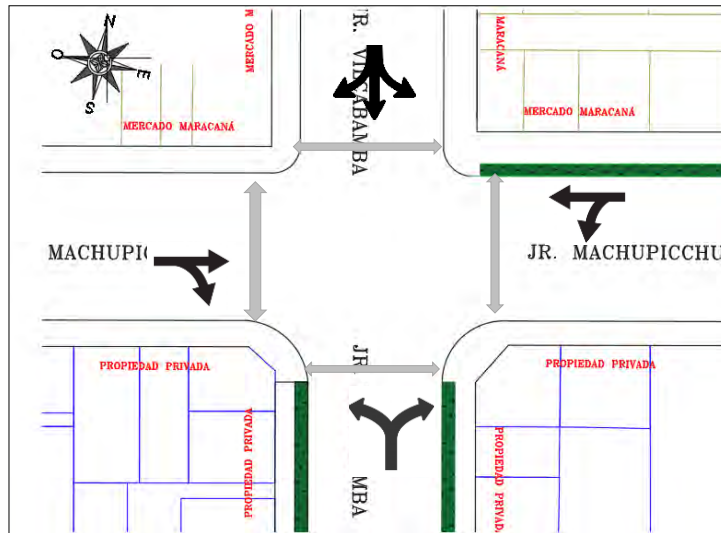 N
O
E
S
MERCADO M
MERCADO MARACANÁ
JR. VILCABAMBA
MARACANÁ
MERCADO MARACANÁ
MACHUPIC
JR. MACHUPICCHU
JR
MBA
PROPIEDAD PRIVADA
PROPIEDAD PRIVADA
PROPIEDAD PRIVADA
PROPIEDAD PRIVADA